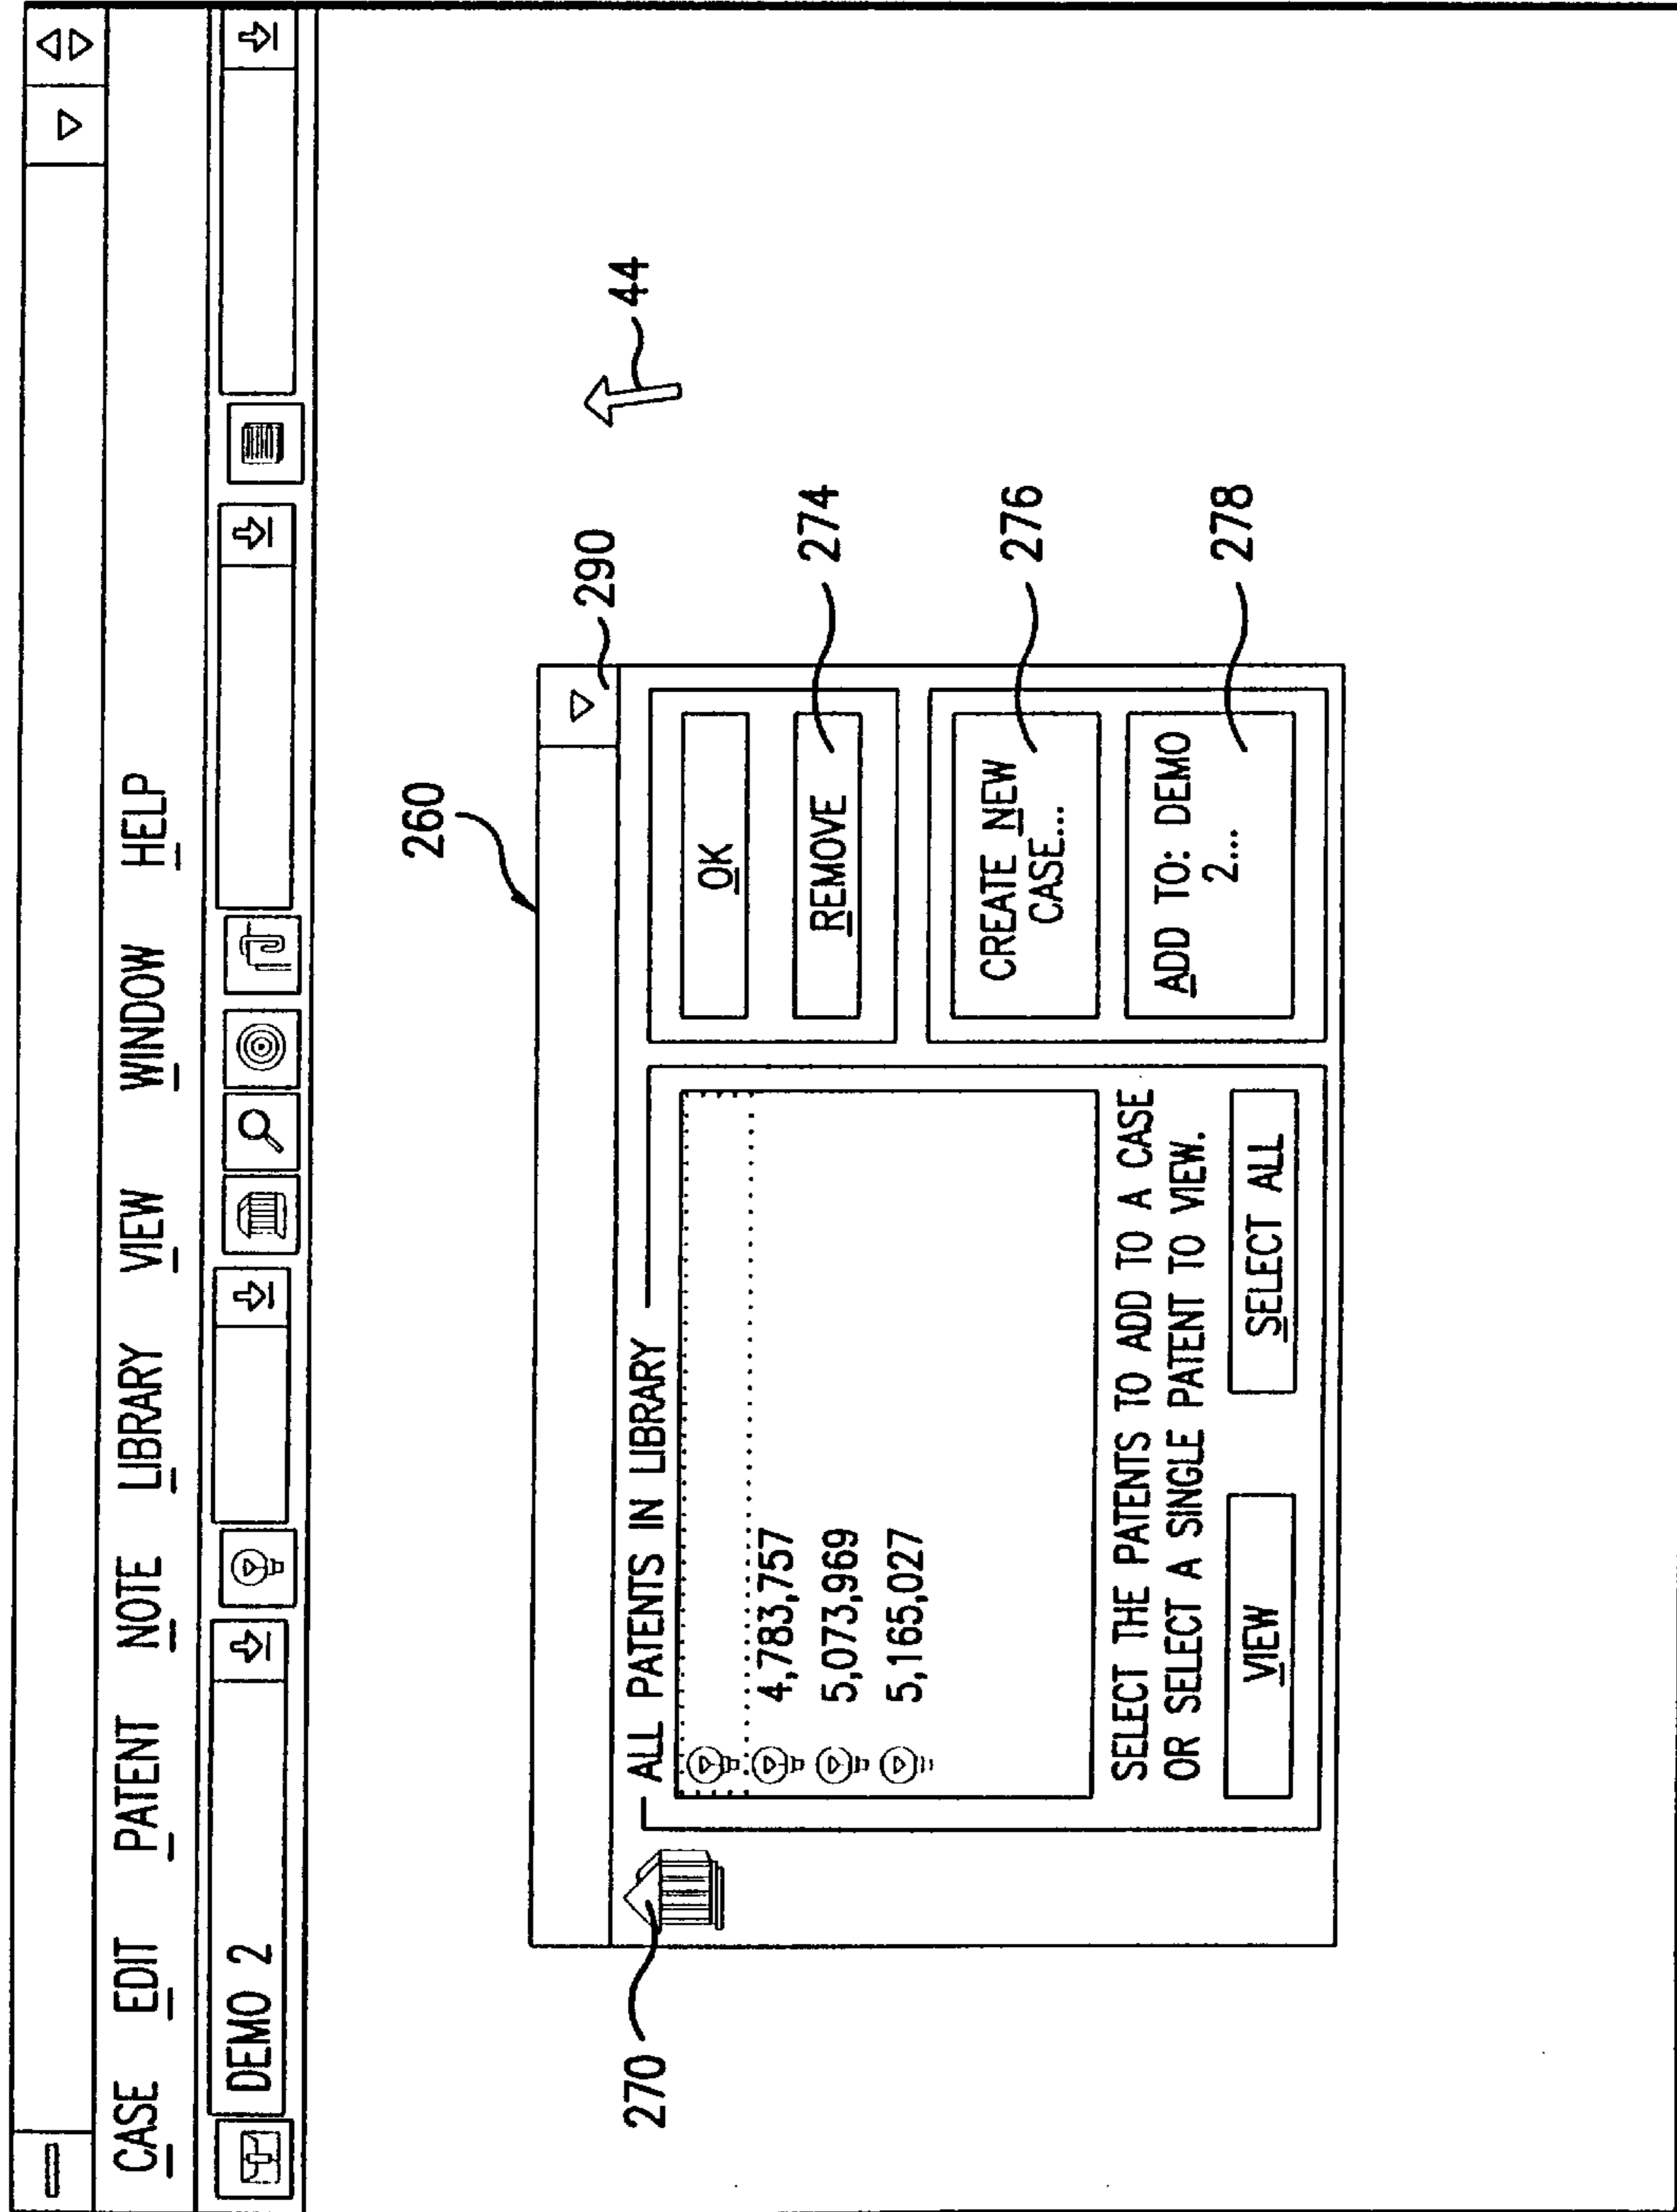 CASE EDIT PATENT NOTE LIBRARY VIEW WINDOW HELP
DEMO 2
260
290
44
270
ALL PATENTS IN LIBRARY
4,783,757
5,073,969
5,165,027
SELECT THE PATENTS TO ADD TO A CASE
OR SELECT A SINGLE PATENT TO VIEW.
VIEW
SELECT ALL
OK
REMOVE
274
CREATE NEW
CASE...
276
ADD TO: DEMO
2...
278